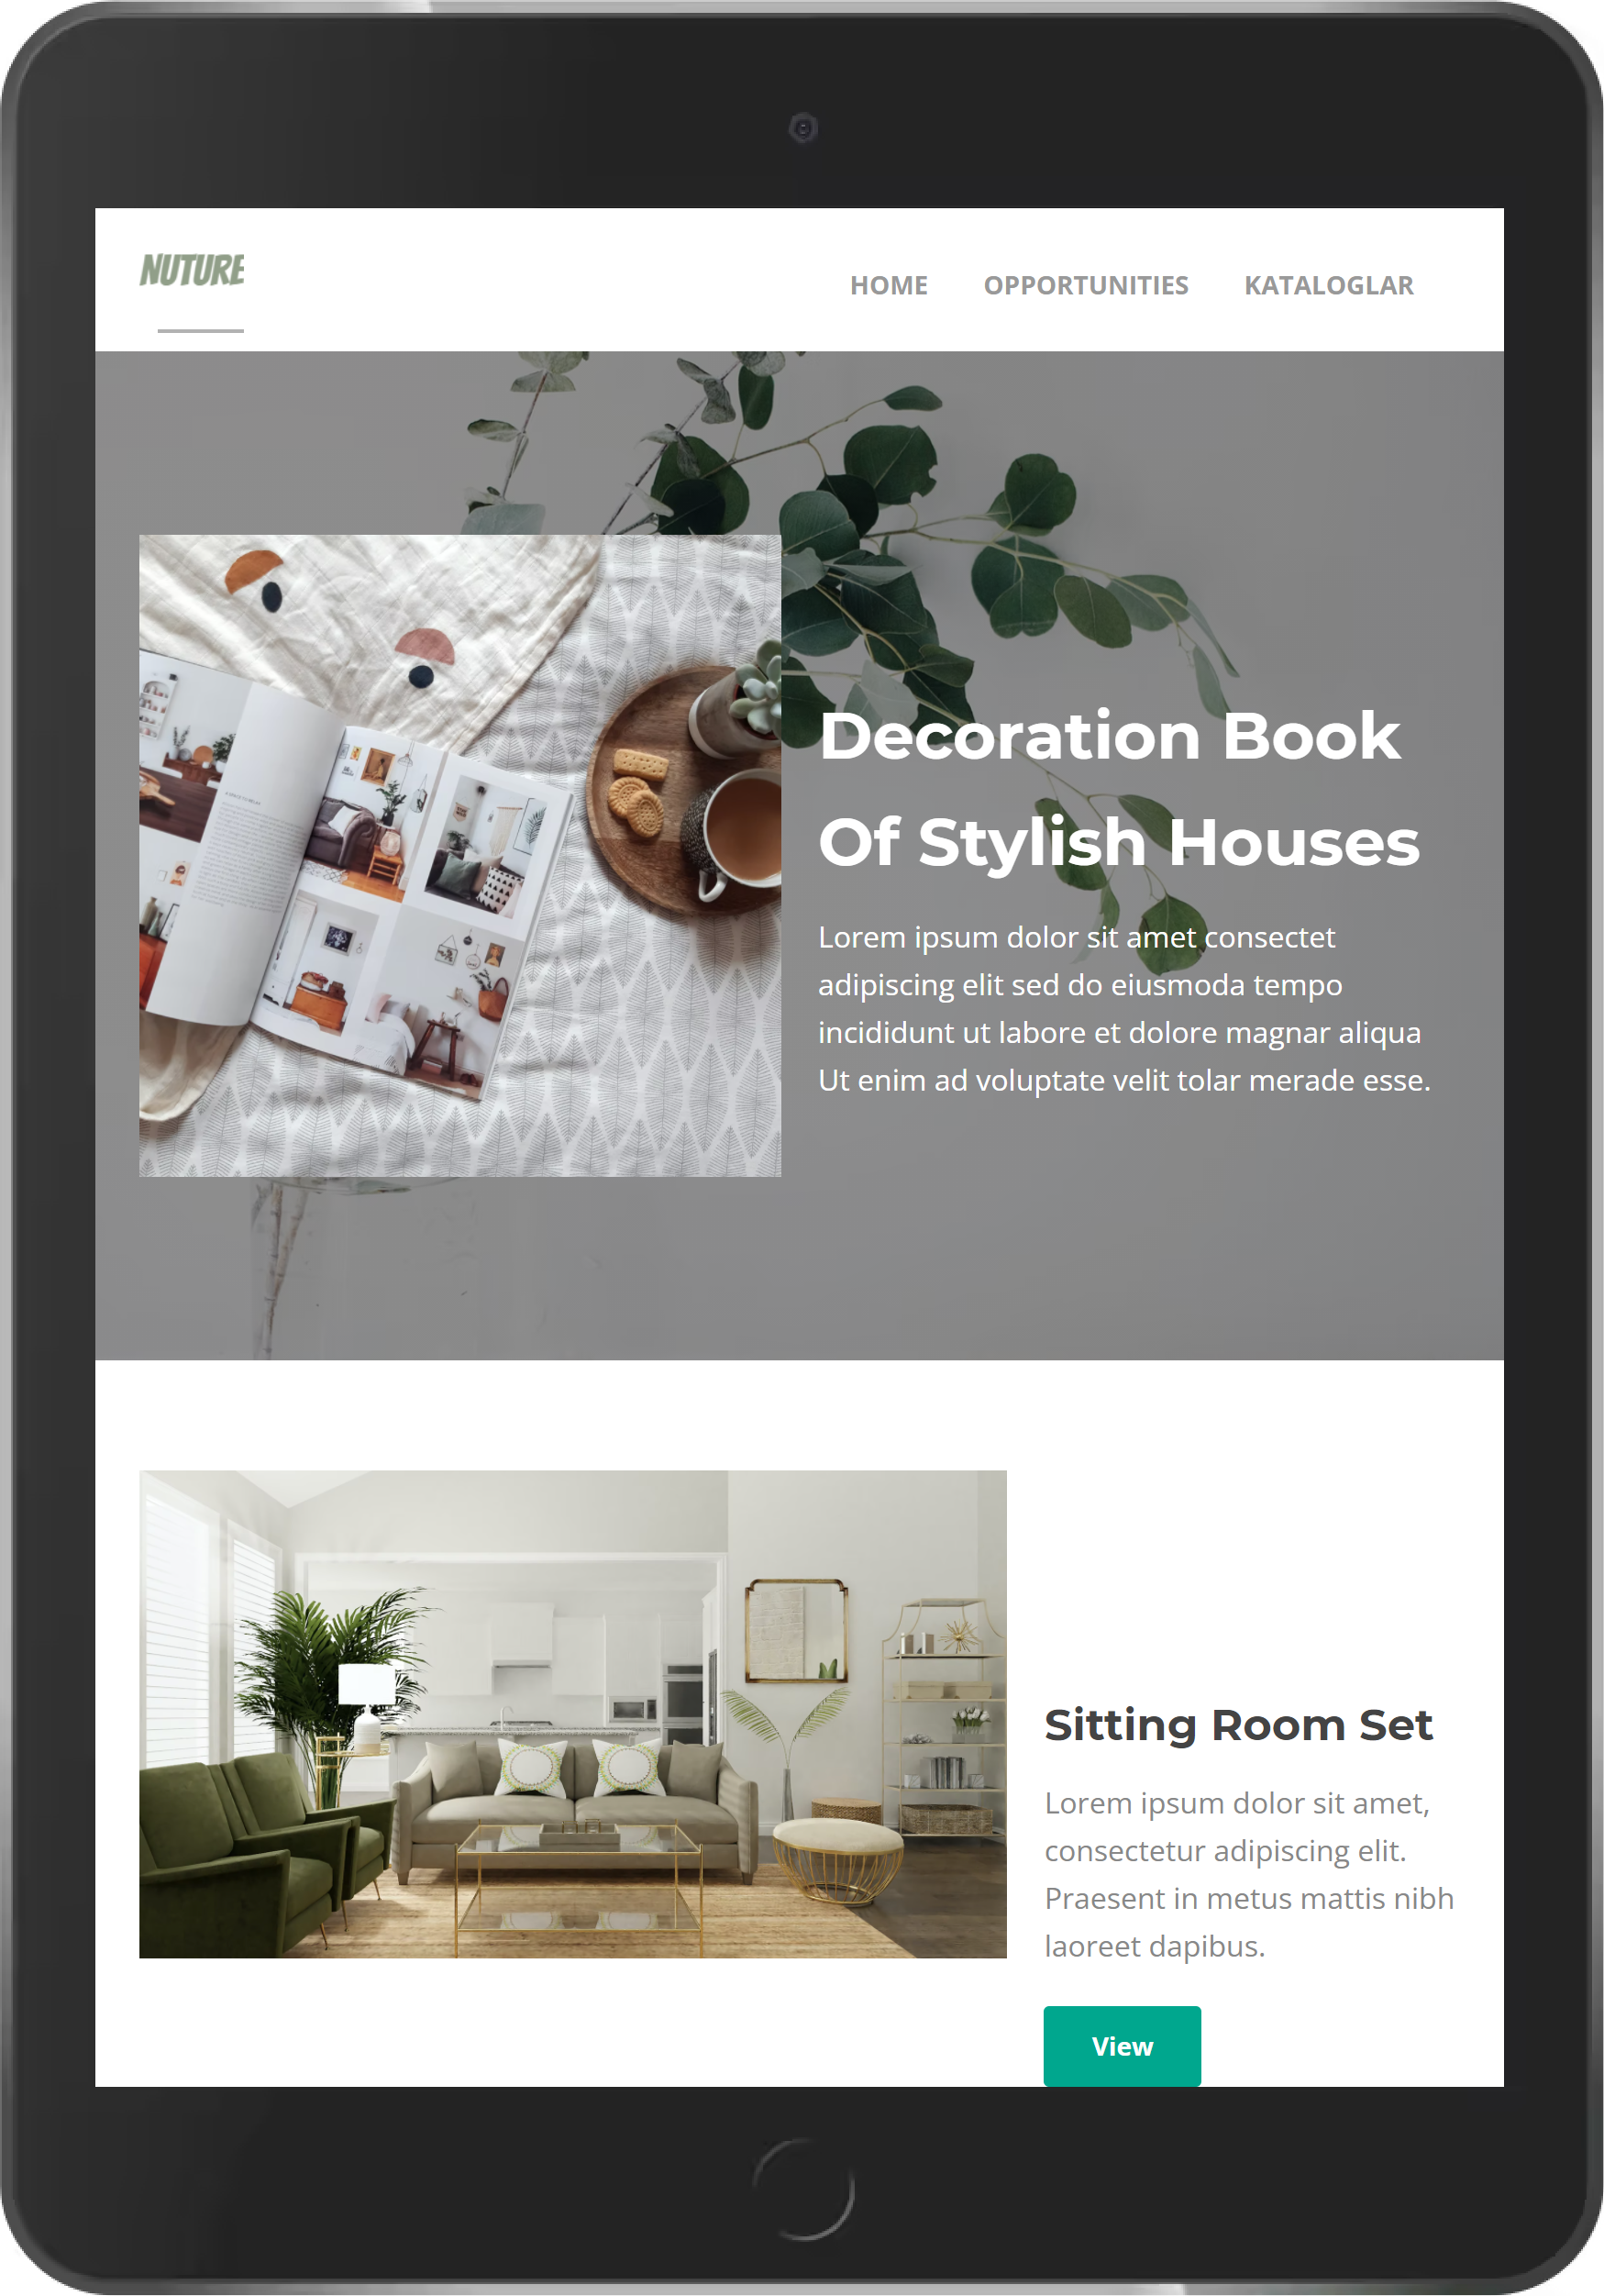 NUTURE
HOME OPPORTUNITIES KATALOGLAR
Decoration Book
Of Stylish Houses
Lorem ipsum dolor sit amet consectet
adipiscing elit sed do eiusmoda tempo
incididunt ut labore et dolore magnar aliqua
Ut enim ad voluptate velit tolar merade esse.
Sitting Room Set
Lorem ipsum dolor sit amet,
consectetur adipiscing elit.
Praesent in metus mattis nibh
laoreet dapibus.
View